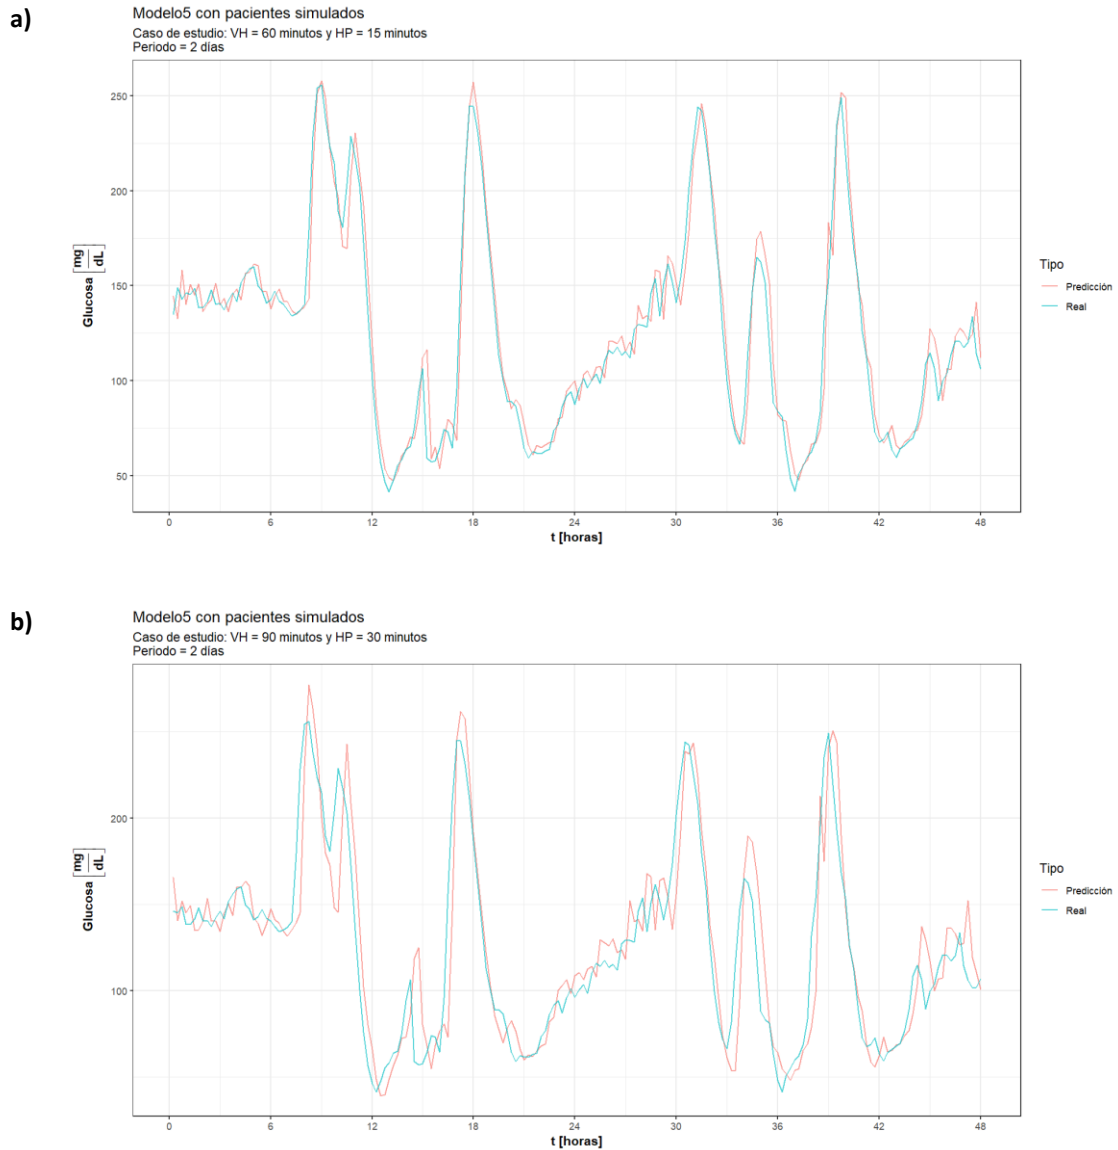 a)
Modelo5 con pacientes simulados
Caso de estudio: VH = 60 minutos y HP = 15 minutos
Periodo = 2 días
250
200
150
100
50
Glucosa [mg/dL]
0 6 12 18 24 30 36 42 48
t [horas]
Tipo
Predicción
Real
b)
Modelo5 con pacientes simulados
Caso de estudio: VH = 90 minutos y HP = 30 minutos
Periodo = 2 días
200
100
Glucosa [mg/dL]
0 6 12 18 24 30 36 42 48
t [horas]
Tipo
Predicción
Real